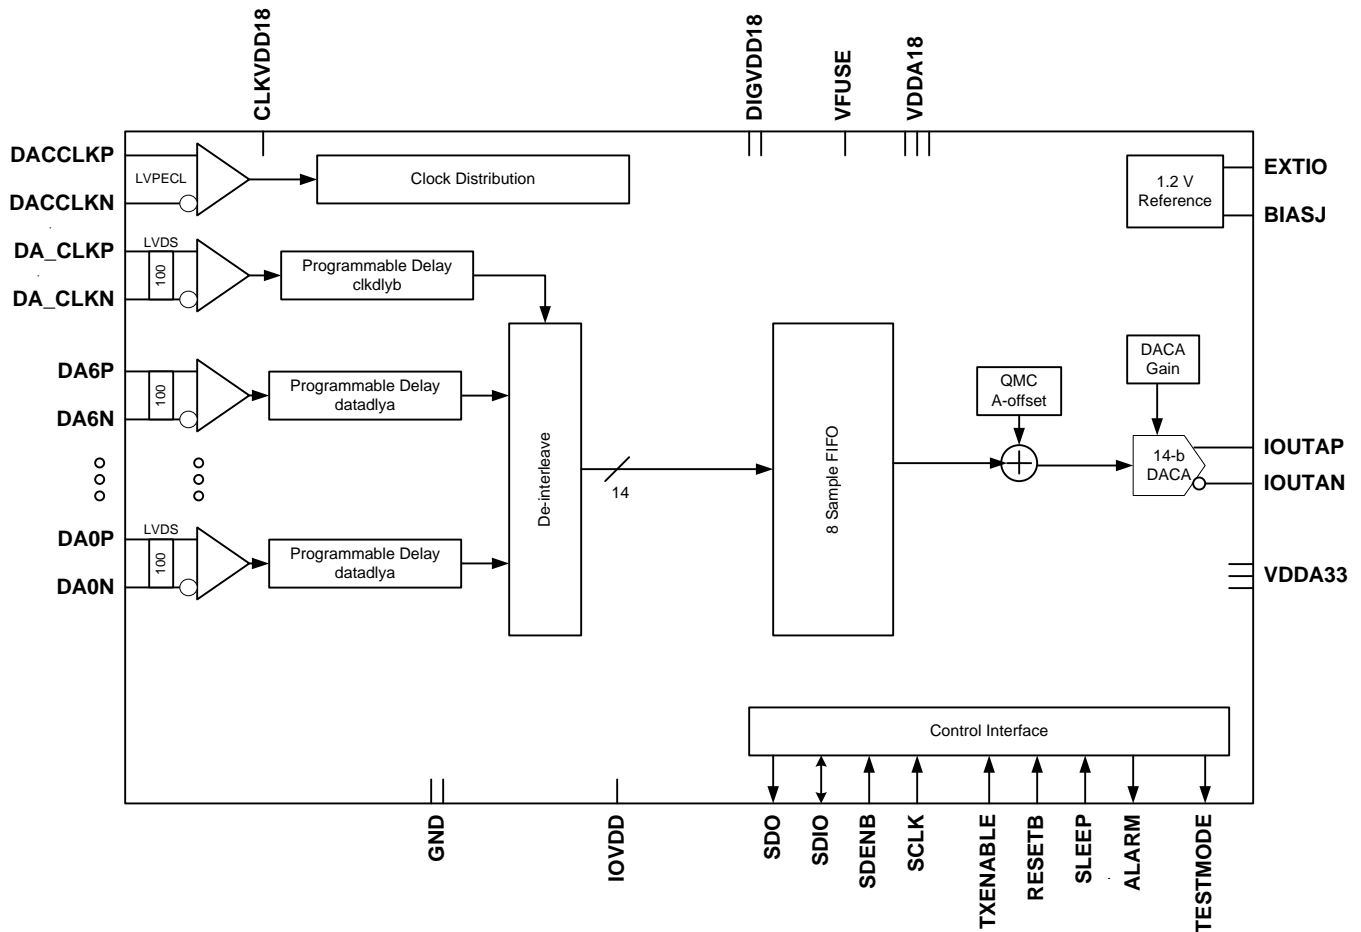 CLKVDD18
DIGVDD18
VFUSE
VDDA18
DACCLKP
LVPECL
DACCLKN
Clock Distribution
1.2 V
Reference
EXTIO
BIASJ
DA_CLKP
LVDS
100
DA_CLKN
Programmable Delay
clkdlyb
DA6P
100
DA6N
Programmable Delay
datadlya
De-interleave
14
8 Sample FIFO
QMC
A-offset
DACA
Gain
14-b
DACA
IOUTAP
IOUTAN
DA0P
LVDS
100
DA0N
Programmable Delay
datadlya
VDDA33
Control Interface
GND
IOVDD
SDO
SDIO
SDENB
SCLK
TXENABLE
RESETB
SLEEP
ALARM
TESTMODE